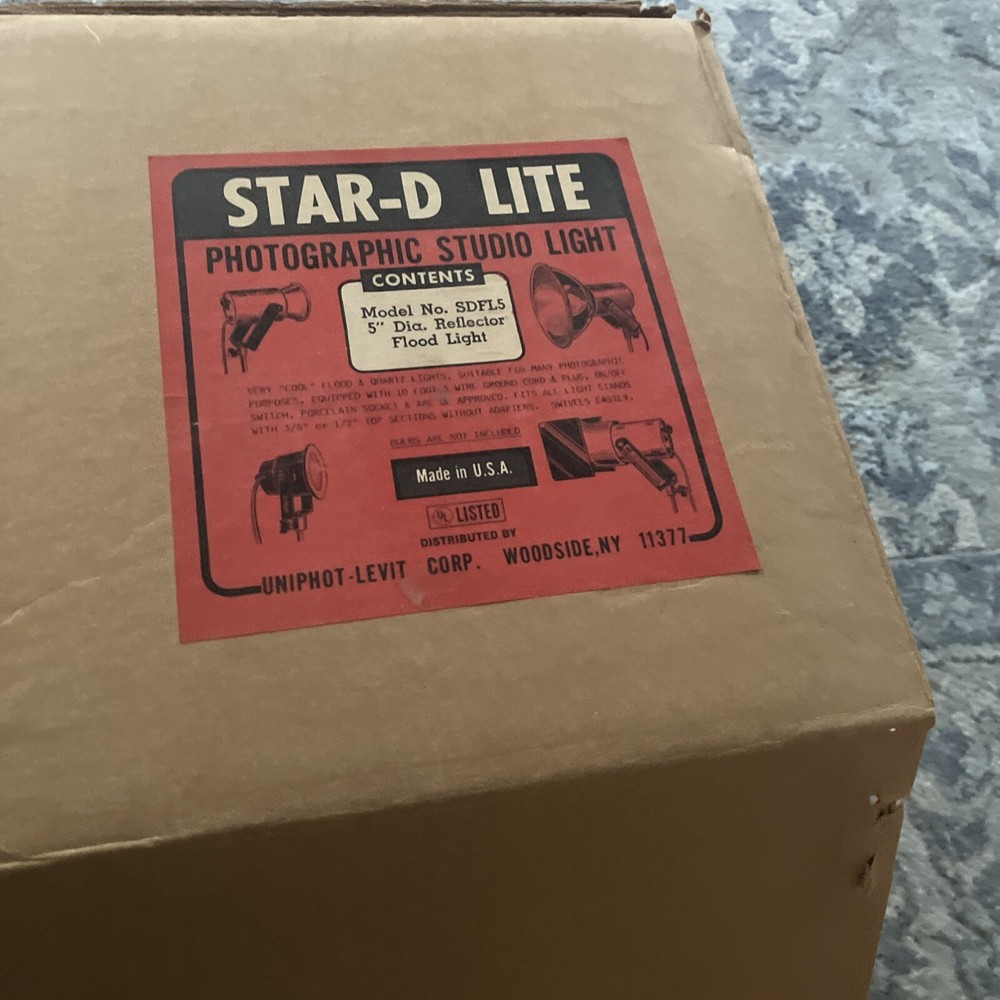 STAR-D LITE
PHOTOGRAPHIC STUDIO LIGHT
CONTENTS
Model No. SDFL5
5" Dia. Reflector
Flood Light
VERY "COOL" FLOOD & QUARTZ LIGHTS, SUITABLE FOR MANY PHOTOGRAPHIC
PURPOSES, EQUIPPED WITH 10 FOOT 3 WIRE GROUND CORD & PLUG, ON/OFF
SWITCH, PORCELAIN SOCKET & ARE UL APPROVED. FITS ALL LIGHT STANDS
WITH 3/8" or 1/2" TOP SECTIONS WITHOUT ADAPTERS. SWIVELS EASILY.
BULBS ARE NOT INCLUDED
Made in U.S.A.
UL LISTED
DISTRIBUTED BY
UNIPHOT-LEVIT CORP. WOODSIDE, NY 11377